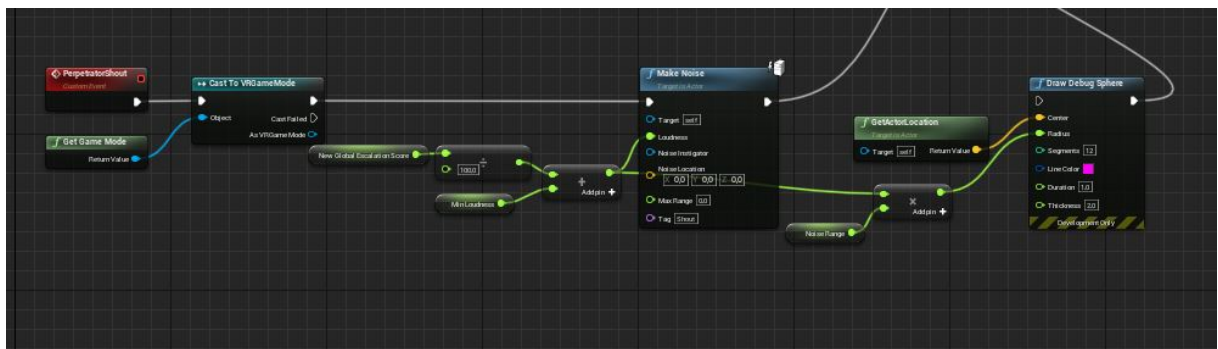 PerpetratorShout
Custom Event
Get Game Mode
Return Value
Cast To VRGameMode
Object
Cast Failed
As VRGame Mode
New Global Escalation Score
100,0
÷
Min Loudness
+
Add pin +
Make Noise
Target is Actor
Target self
Loudness
Noise Instigator
Noise Location
X 0,0 Y 0,0 Z 0,0
Max Range 0,0
Tag Shout
GetActorLocation
Target is Actor
Target self Return Value
Noise Range
×
Add pin +
Draw Debug Sphere
Center
Radius
Segments 12
Line Color
Duration 1,0
Thickness 2,0
Development Only